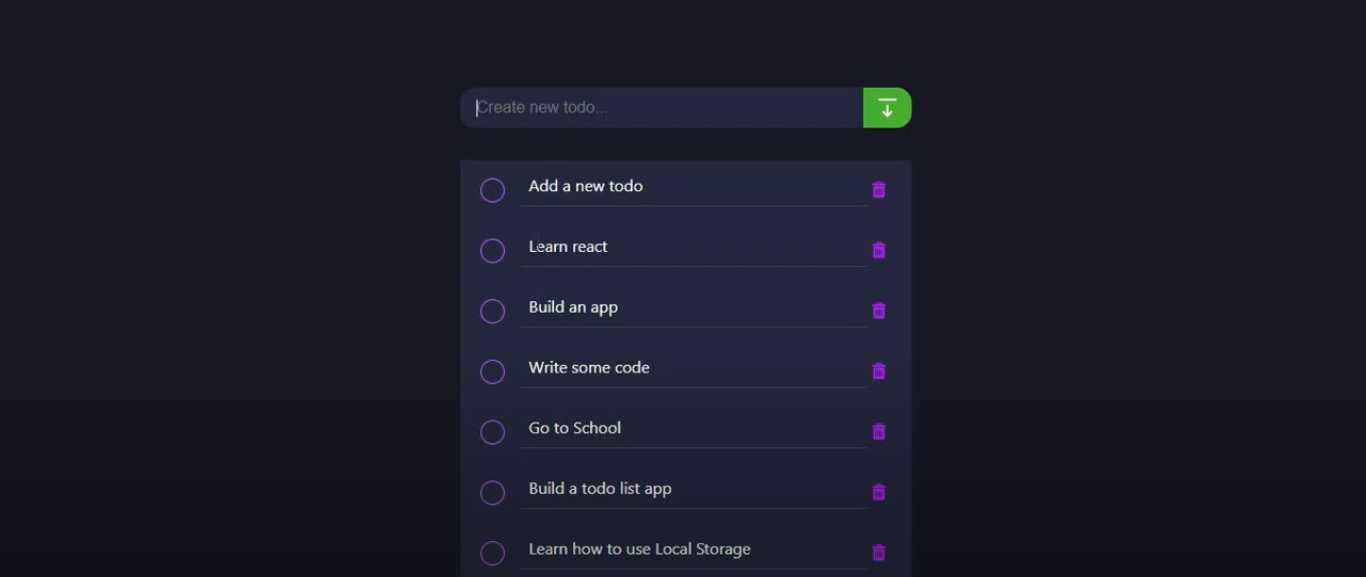 Create new todo...
Add a new todo
Learn react
Build an app
Write some code
Go to School
Build a todo list app
Learn how to use Local Storage